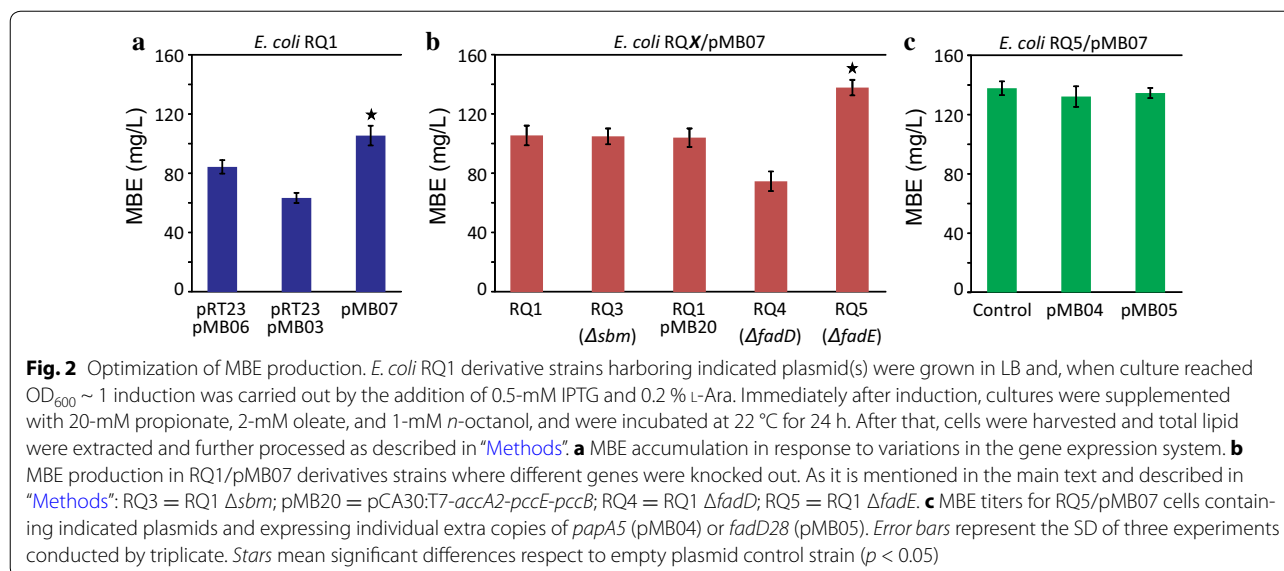 a
E. coli RQ1
MBE (mg/L)
160
120
80
40
0
pRT23 pRT23 pMB07
pMB06 pMB03
★
b
E. coli RQX/pMB07
MBE (mg/L)
160
120
80
40
0
RQ1 RQ3 RQ1 RQ4 RQ5
(Δsbm) pMB20 (ΔfadD) (ΔfadE)
★
c
E. coli RQ5/pMB07
MBE (mg/L)
160
120
80
40
0
Control pMB04 pMB05
Fig. 2 Optimization of MBE production. E. coli RQ1 derivative strains harboring indicated plasmid(s) were grown in LB and, when culture reached
OD600 ~ 1 induction was carried out by the addition of 0.5-mM IPTG and 0.2 % L-Ara. Immediately after induction, cultures were supplemented
with 20-mM propionate, 2-mM oleate, and 1-mM n-octanol, and were incubated at 22 °C for 24 h. After that, cells were harvested and total lipid
were extracted and further processed as described in “Methods”. a MBE accumulation in response to variations in the gene expression system. b
MBE production in RQ1/pMB07 derivatives strains where different genes were knocked out. As it is mentioned in the main text and described in
“Methods”: RQ3 = RQ1 Δsbm; pMB20 = pCA30:T7-accA2-pccE-pccB; RQ4 = RQ1 ΔfadD; RQ5 = RQ1 ΔfadE. c MBE titers for RQ5/pMB07 cells contain-
ing indicated plasmids and expressing individual extra copies of papA5 (pMB04) or fadD28 (pMB05). Error bars represent the SD of three experiments
conducted by triplicate. Stars mean significant differences respect to empty plasmid control strain (p < 0.05)